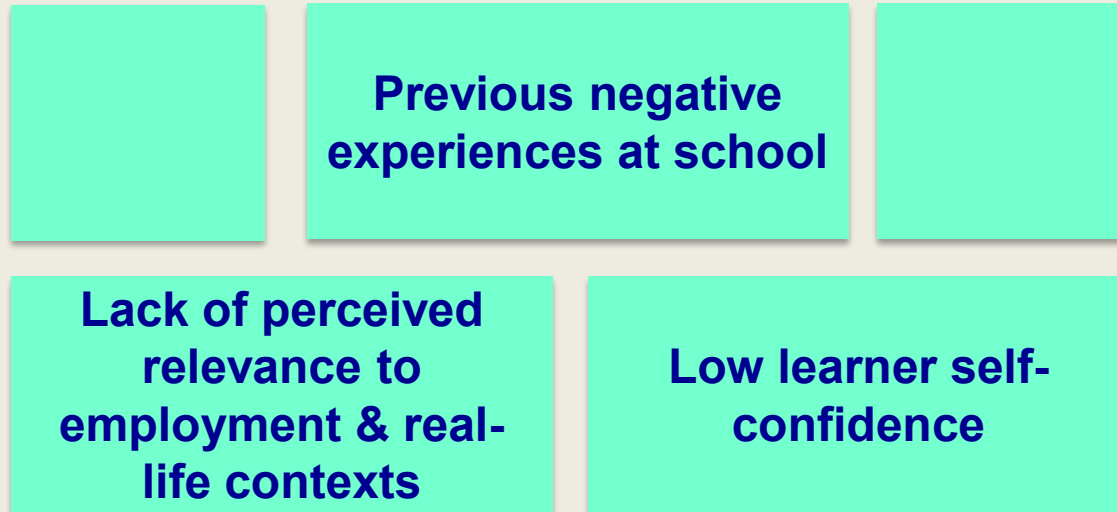 Previous negative
experiences at school
Lack of perceived
relevance to
employment & real-
life contexts
Low learner self-
confidence